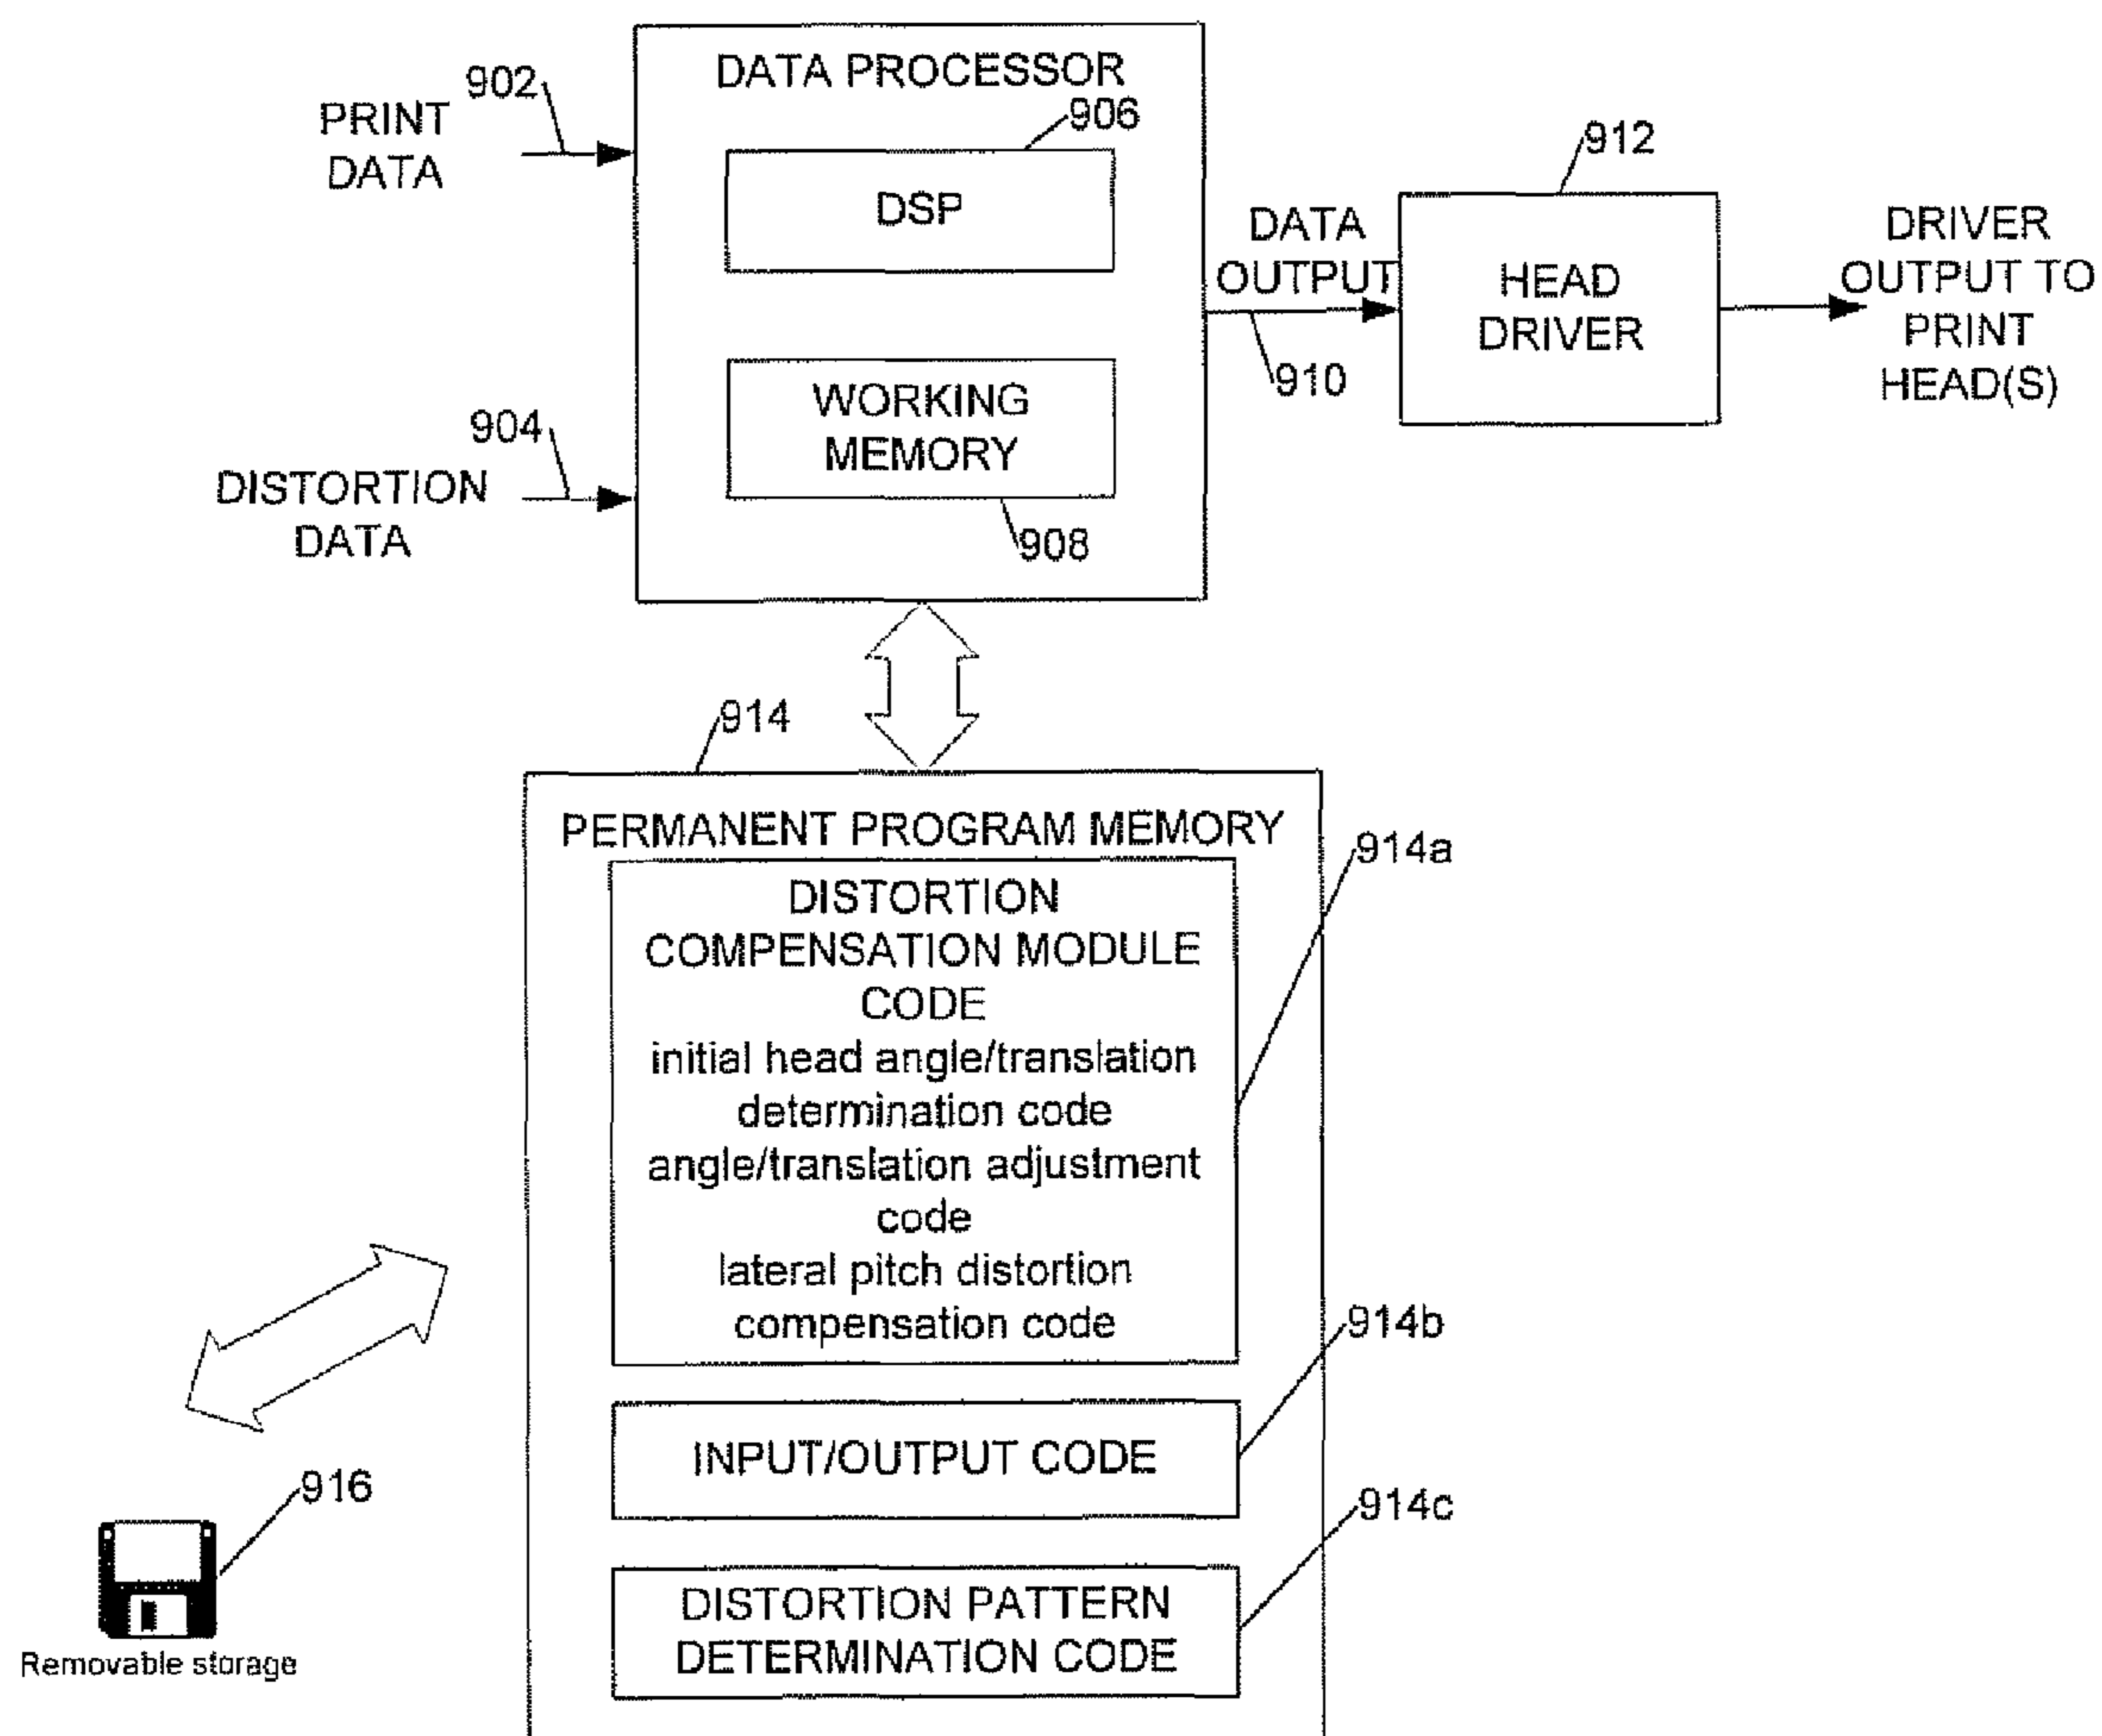 DATA PROCESSOR
902
PRINT
DATA
906
DSP
904
DISTORTION
DATA
WORKING
MEMORY
908
DATA
OUTPUT
910
912
HEAD
DRIVER
DRIVER
OUTPUT TO
PRINT
HEAD(S)
914
PERMANENT PROGRAM MEMORY
914a
DISTORTION
COMPENSATION MODULE
CODE
initial head angle/translation
determination code
angle/translation adjustment
code
lateral pitch distortion
compensation code
914b
INPUT/OUTPUT CODE
914c
DISTORTION PATTERN
DETERMINATION CODE
916
Removable storage